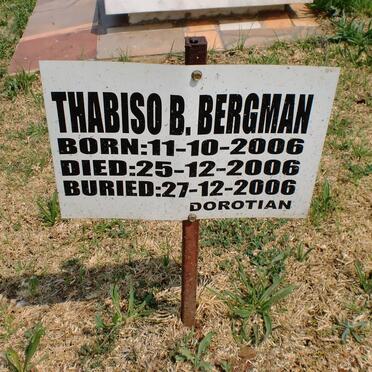 THABISO B. BERGMAN
BORN:11-10-2006
DIED:25-12-2006
BURIED:27-12-2006
DOROTIAN